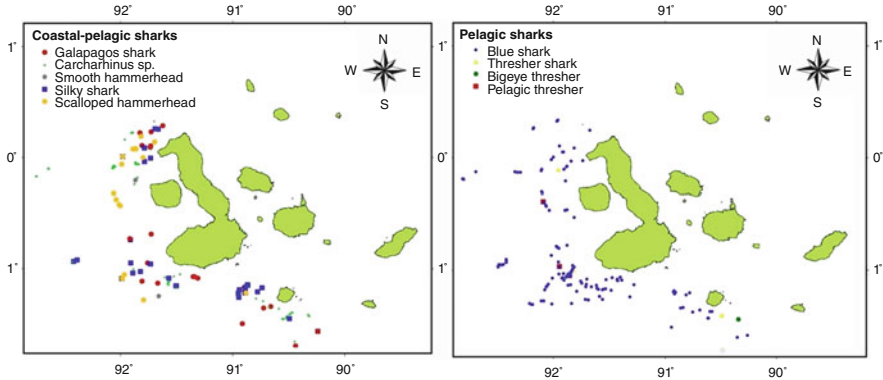 92° 91° 90°
Coastal-pelagic sharks
Galapagos shark
Carcharhinus sp.
Smooth hammerhead
Silky shark
Scalloped hammerhead
N
W E
S
1°
0°
1°
1°
0°
1°
92° 91° 90°
92° 91° 90°
Pelagic sharks
Blue shark
Thresher shark
Bigeye thresher
Pelagic thresher
N
W E
S
1°
0°
1°
1°
0°
1°
92° 91° 90°